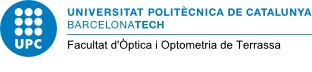 UNIVERSITAT POLITÈCNICA DE CATALUNYA
BARCELONATECH
UPC
Facultat d'Òptica i Optometria de Terrassa